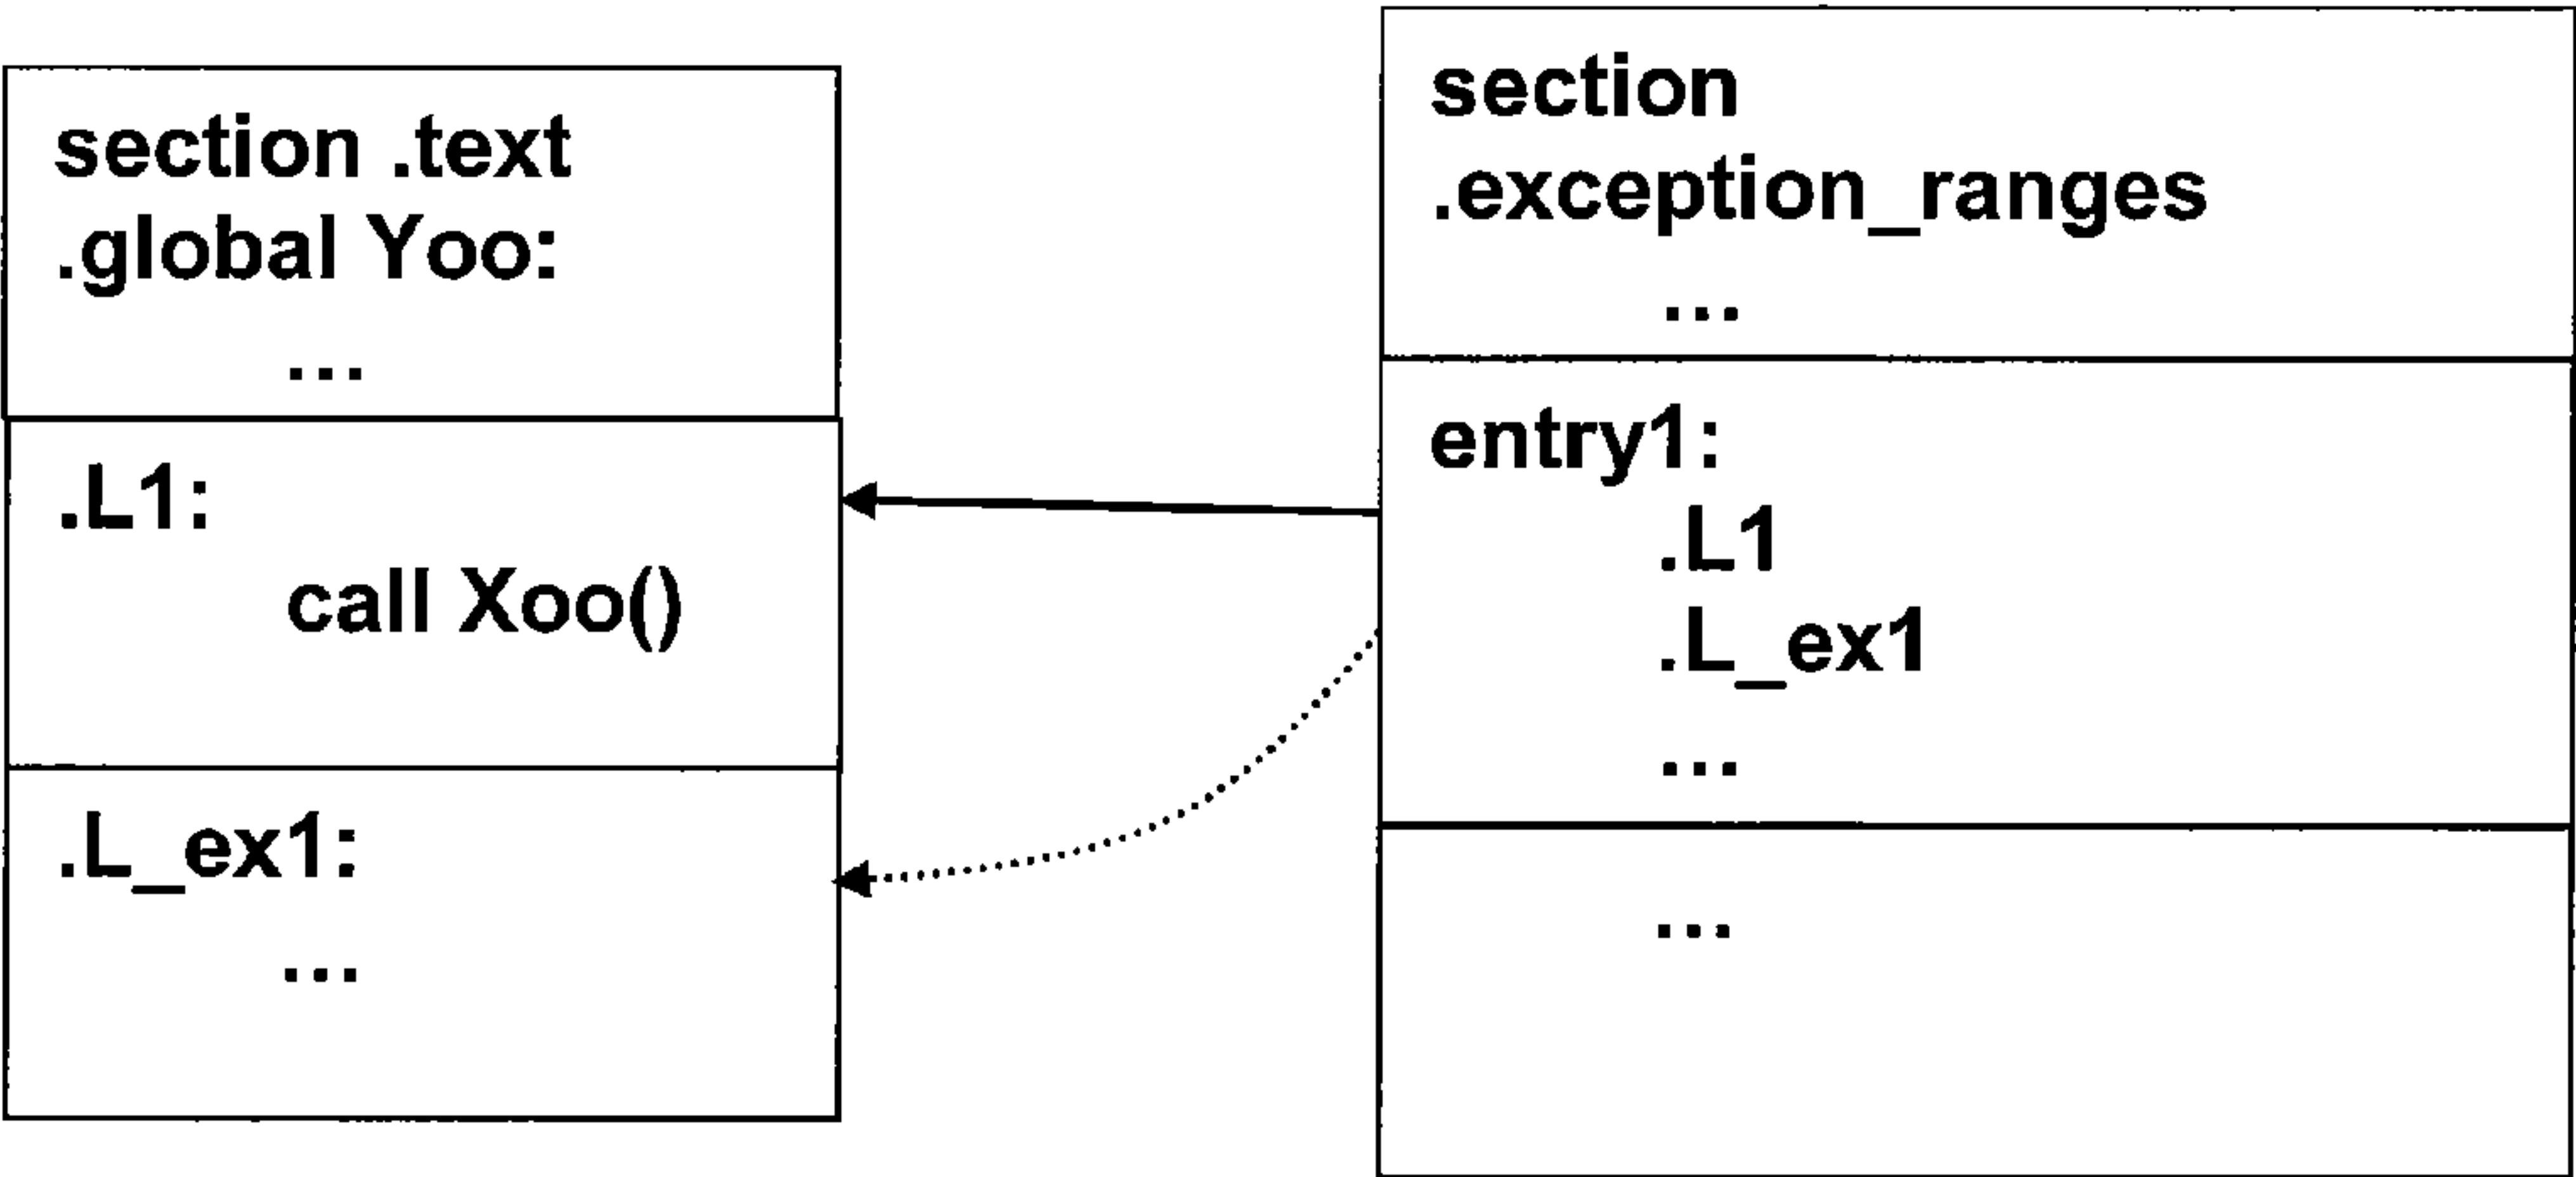 section .text
.global Yoo:
...
.L1:
call Xoo()
.L_ex1:
...
section
.exception_ranges
...
entry1:
.L1
.L_ex1
...
...